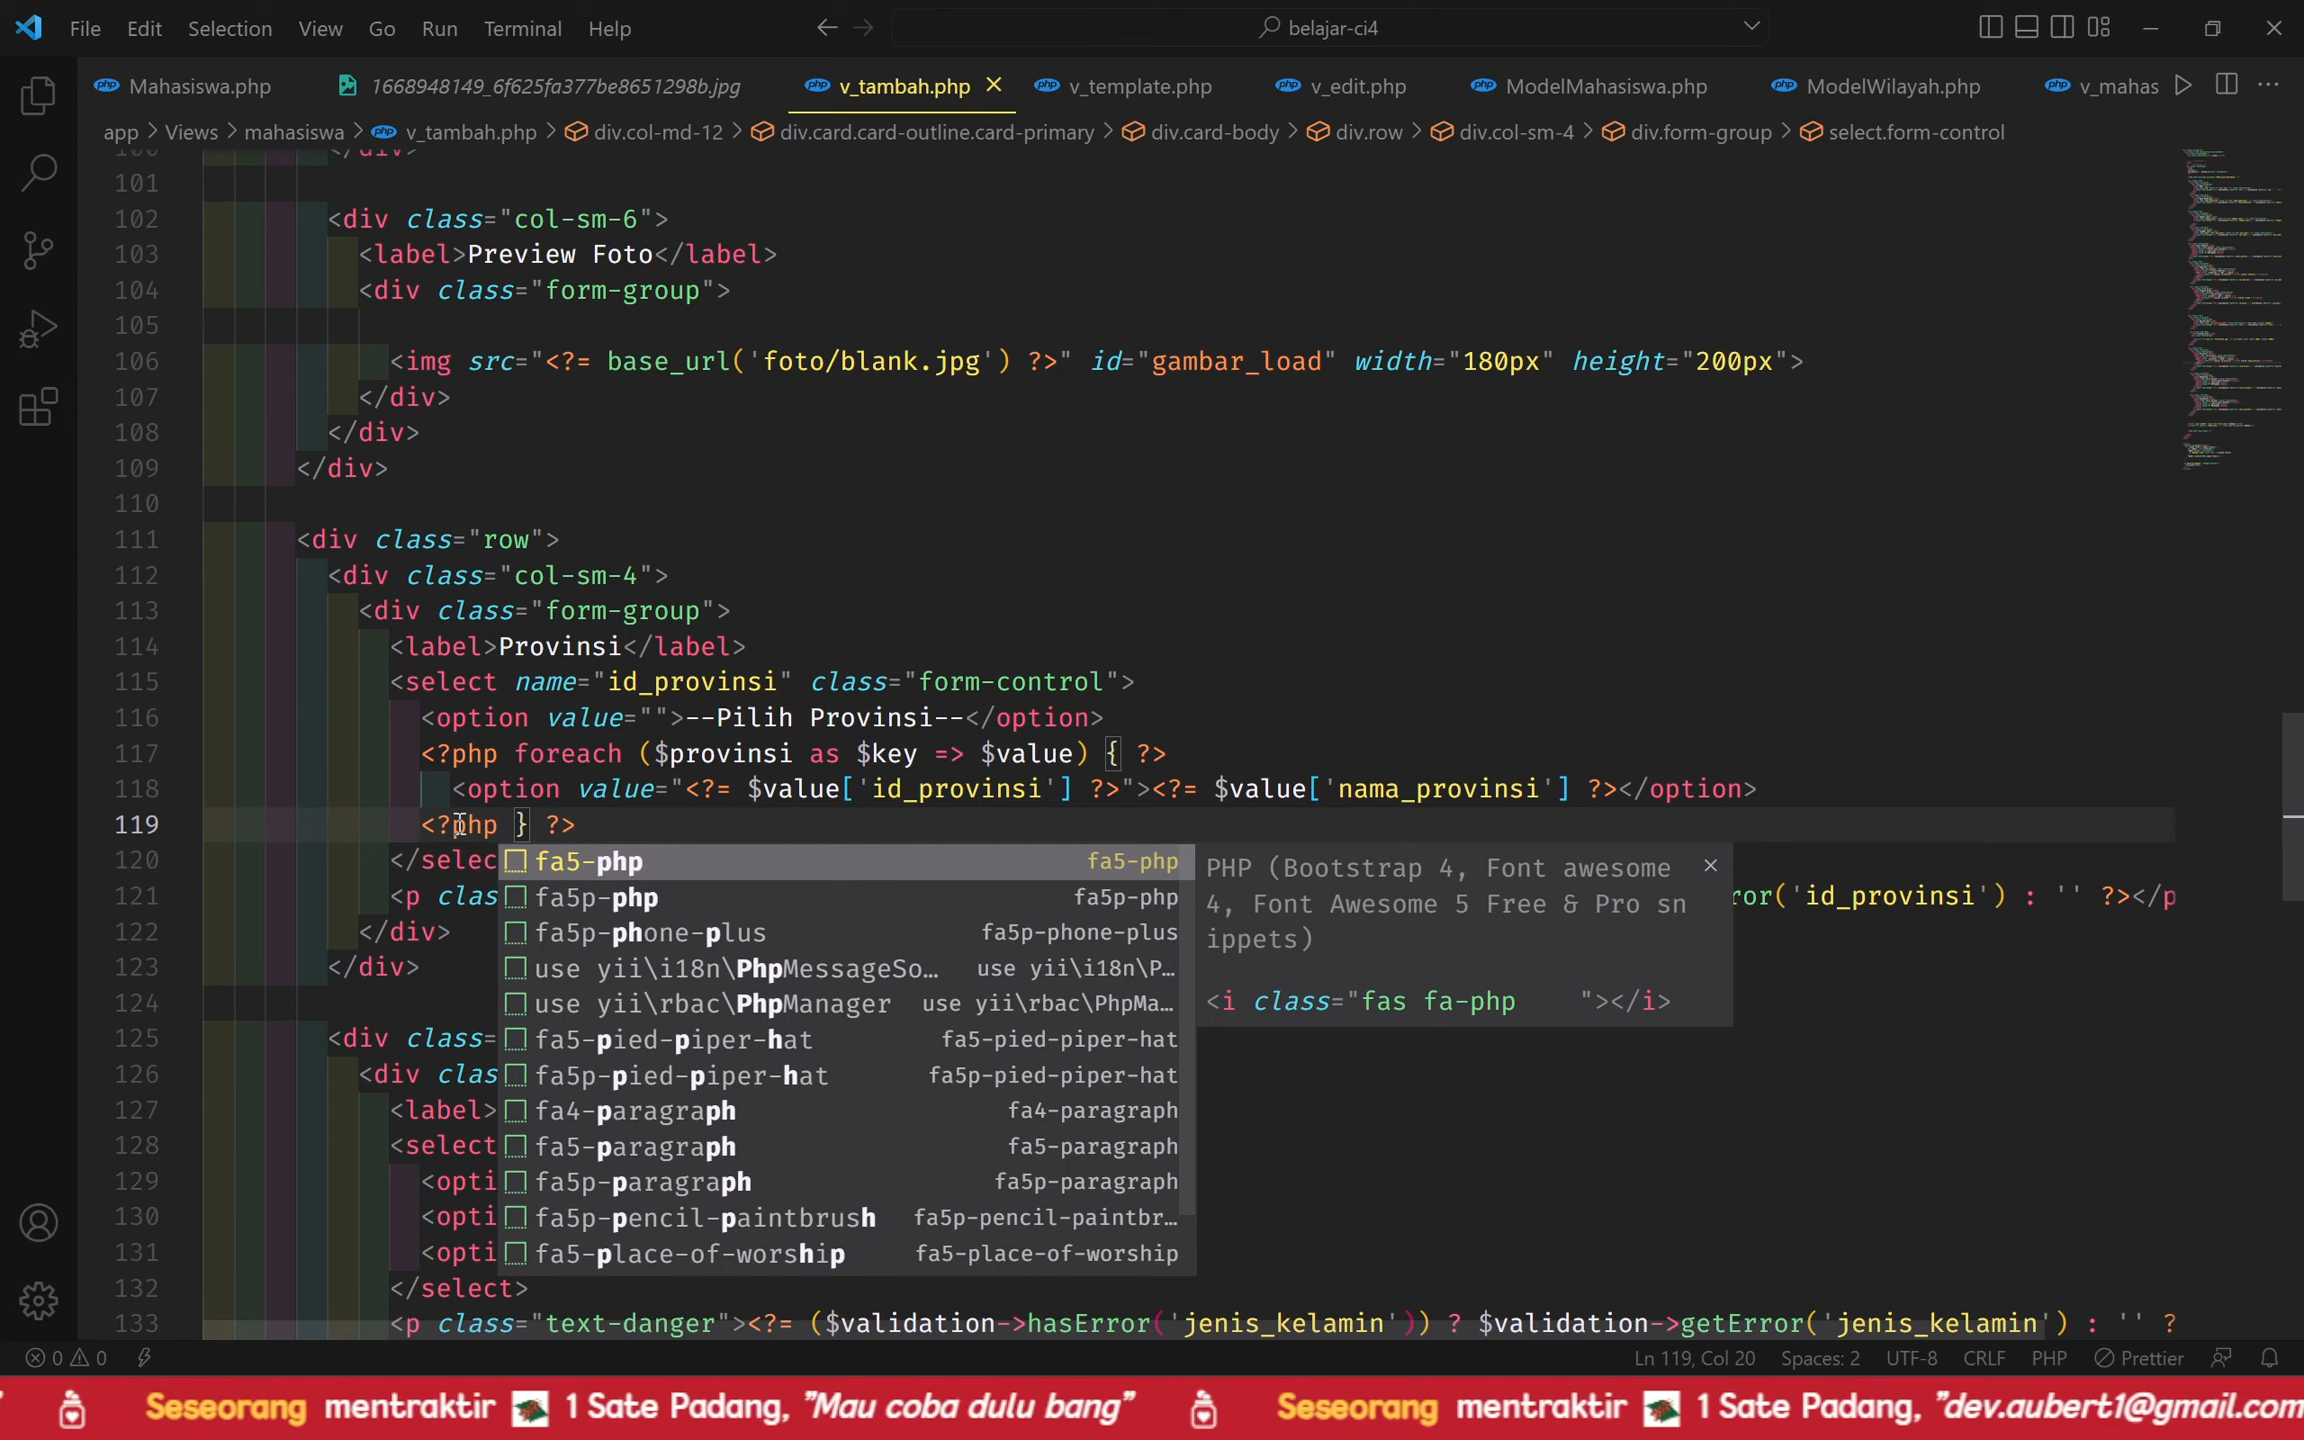 File Edit Selection View Go Run Terminal Help
belajar-ci4
Mahasiswa.php 1668948149_6f625fa377be8651298b.jpg v_tambah.php v_template.php v_edit.php ModelMahasiswa.php ModelWilayah.php v_mahas
app > Views > mahasiswa > v_tambah.php > div.col-md-12 > div.card.card-outline.card-primary > div.card-body > div.row > div.col-sm-4 > div.form-group > select.form-control
100 </div>
101
102 <div class="col-sm-6">
103 <label>Preview Foto</label>
104 <div class="form-group">
105
106 <img src="<?= base_url('foto/blank.jpg') ?>" id="gambar_load" width="180px" height="200px">
107 </div>
108 </div>
109 </div>
110
111 <div class="row">
112 <div class="col-sm-4">
113 <div class="form-group">
114 <label>Provinsi</label>
115 <select name="id_provinsi" class="form-control">
116 <option value="">--Pilih Provinsi--</option>
117 <?php foreach ($provinsi as $key => $value) { ?>
118 <option value="<?= $value['id_provinsi'] ?>"><?= $value['nama_provinsi'] ?></option>
119 <?php } ?>
120 </selec
121 <p clas ror('id_provinsi') : '' ?></p
122 </div>
123 </div>
124
125 <div class=
126 <div clas
127 <label>
128 <select
129 <opti
130 <opti
131 <opti
132 </select>
133 <p class="text-danger"><?= ($validation->hasError('jenis_kelamin')) ? $validation->getError('jenis_kelamin') : '' ?
fa5-php fa5-php
fa5p-php fa5p-php
fa5p-phone-plus fa5p-phone-plus
use yii\i18n\PhpMessageSo… use yii\i18n\P…
use yii\rbac\PhpManager use yii\rbac\PhpMa…
fa5-pied-piper-hat fa5-pied-piper-hat
fa5p-pied-piper-hat fa5p-pied-piper-hat
fa4-paragraph fa4-paragraph
fa5-paragraph fa5-paragraph
fa5p-paragraph fa5p-paragraph
fa5p-pencil-paintbrush fa5p-pencil-paintbr…
fa5-place-of-worship fa5-place-of-worship
PHP (Bootstrap 4, Font awesome
4, Font Awesome 5 Free & Pro sn
ippets)
<i class="fas fa-php "></i>
0 0 Ln 119, Col 20 Spaces: 2 UTF-8 CRLF PHP Prettier
" Seseorang mentraktir 1 Sate Padang, "Mau coba dulu bang" Seseorang mentraktir 1 Sate Padang, "dev.aubert1@gmail.com